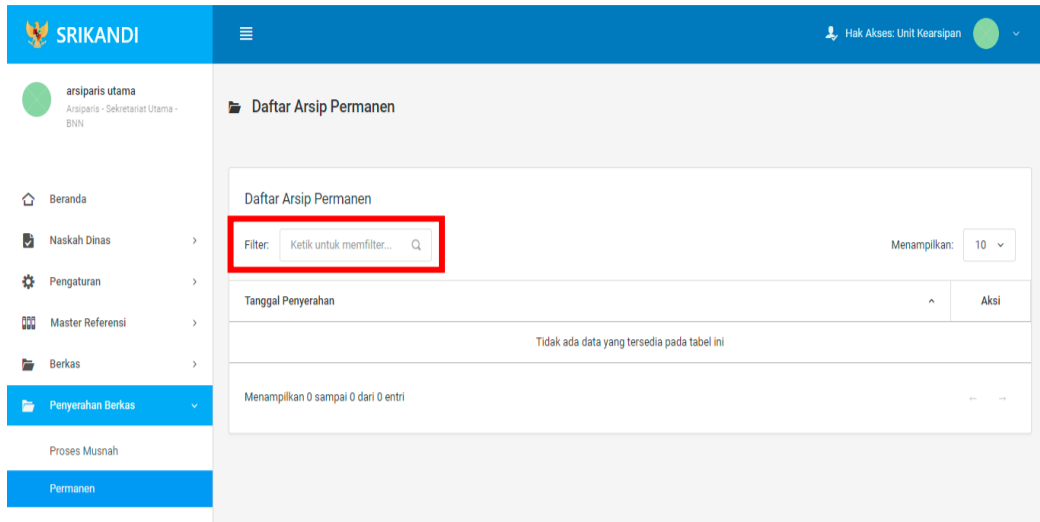 SRIKANDI
Hak Akses: Unit Kearsipan
arsiparis utama
Arsiparis - Sekretariat Utama -
BNN
Daftar Arsip Permanen
Beranda
Naskah Dinas
Pengaturan
Master Referensi
Berkas
Penyerahan Berkas
Proses Musnah
Permanen
Daftar Arsip Permanen
Filter: Ketik untuk memfilter...
Menampilkan: 10
Tanggal Penyerahan Aksi
Tidak ada data yang tersedia pada tabel ini
Menampilkan 0 sampai 0 dari 0 entri